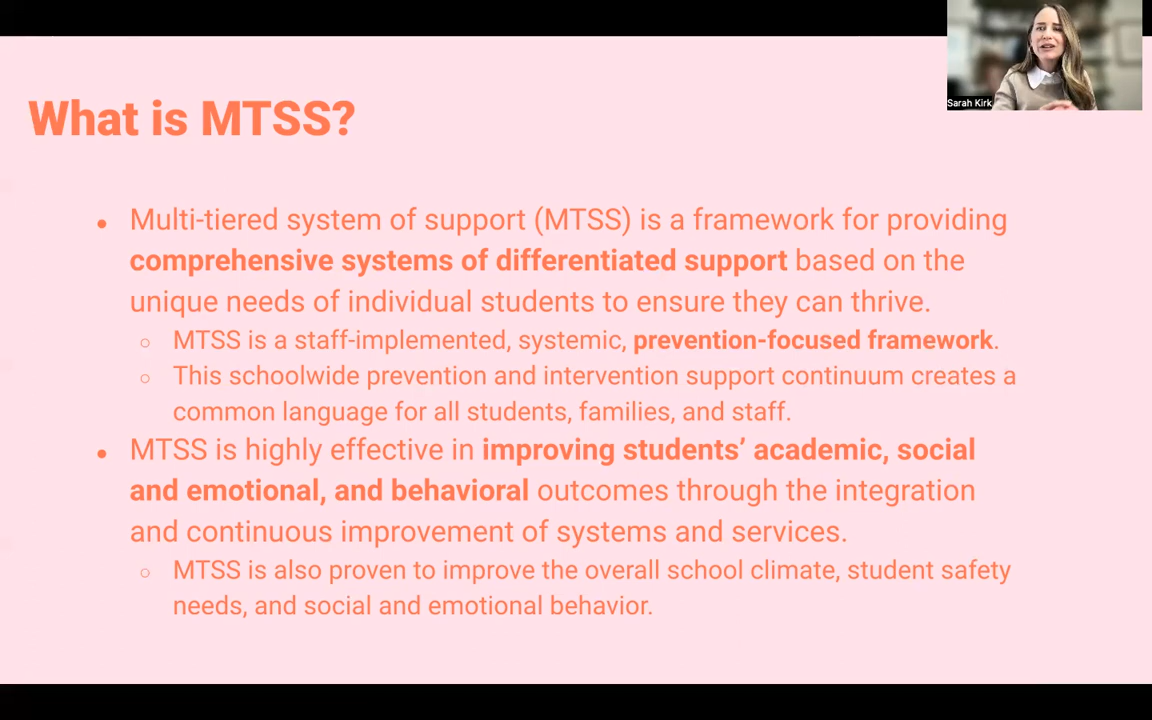 Sarah Kirk
What is MTSS?
● Multi-tiered system of support (MTSS) is a framework for providing
comprehensive systems of differentiated support based on the
unique needs of individual students to ensure they can thrive.
○ MTSS is a staff-implemented, systemic, prevention-focused framework.
○ This schoolwide prevention and intervention support continuum creates a
common language for all students, families, and staff.
● MTSS is highly effective in improving students’ academic, social
and emotional, and behavioral outcomes through the integration
and continuous improvement of systems and services.
○ MTSS is also proven to improve the overall school climate, student safety
needs, and social and emotional behavior.